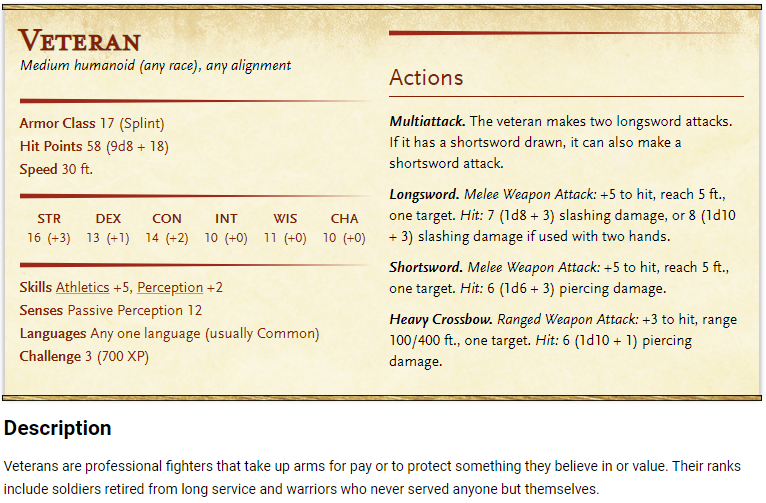 VETERAN
Medium humanoid (any race), any alignment
Armor Class 17 (Splint)
Hit Points 58 (9d8 + 18)
Speed 30 ft.
STR DEX CON INT WIS CHA
16 (+3) 13 (+1) 14 (+2) 10 (+0) 11 (+0) 10 (+0)
Skills Athletics +5, Perception +2
Senses Passive Perception 12
Languages Any one language (usually Common)
Challenge 3 (700 XP)
Actions
Multiattack. The veteran makes two longsword attacks.
If it has a shortsword drawn, it can also make a
shortsword attack.
Longsword. Melee Weapon Attack: +5 to hit, reach 5 ft.,
one target. Hit: 7 (1d8 + 3) slashing damage, or 8 (1d10
+ 3) slashing damage if used with two hands.
Shortsword. Melee Weapon Attack: +5 to hit, reach 5 ft.,
one target. Hit: 6 (1d6 + 3) piercing damage.
Heavy Crossbow. Ranged Weapon Attack: +3 to hit, range
100/400 ft., one target. Hit: 6 (1d10 + 1) piercing
damage.
Description
Veterans are professional fighters that take up arms for pay or to protect something they believe in or value. Their ranks
include soldiers retired from long service and warriors who never served anyone but themselves.